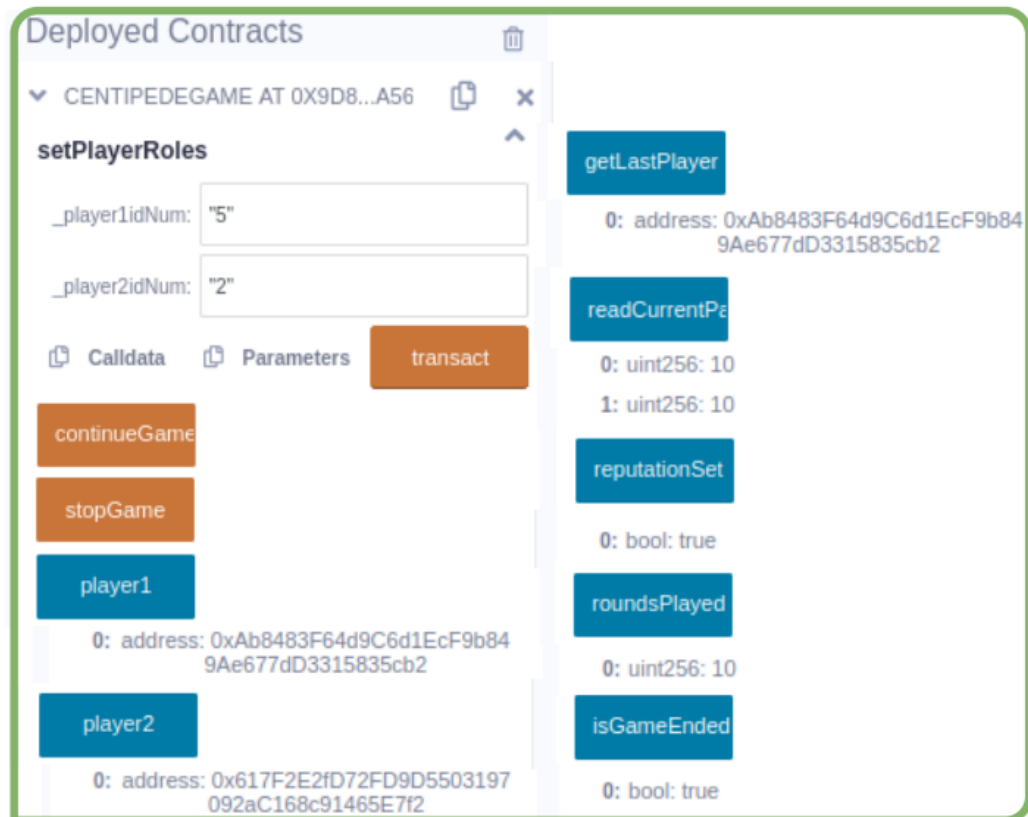 Deployed Contracts
CENTIPEDEGAME AT 0X9D8...A56
setPlayerRoles
_player1idNum: "5"
_player2idNum: "2"
Calldata Parameters transact
continueGame
stopGame
player1
0: address: 0xAb8483F64d9C6d1EcF9b84
9Ae677dD3315835cb2
player2
0: address: 0x617F2E2fD72FD9D5503197
092aC168c91465E7f2
getLastPlayer
0: address: 0xAb8483F64d9C6d1EcF9b84
9Ae677dD3315835cb2
readCurrentPa
0: uint256: 10
1: uint256: 10
reputationSet
0: bool: true
roundsPlayed
0: uint256: 10
isGameEnded
0: bool: true